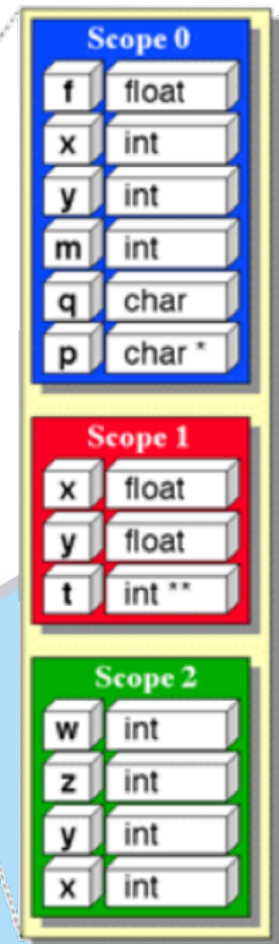 Scope 0
f float
x int
y int
m int
q char
p char *
Scope 1
x float
y float
t int **
Scope 2
w int
z int
y int
x int